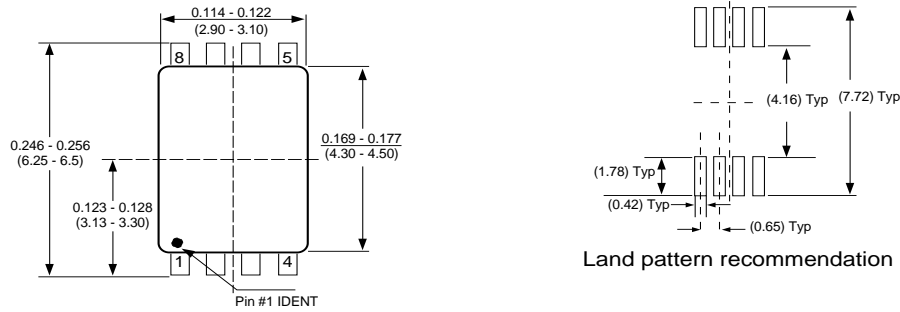 0.114 - 0.122
(2.90 - 3.10)
8
5
0.246 - 0.256
(6.25 - 6.5)
0.169 - 0.177
(4.30 - 4.50)
0.123 - 0.128
(3.13 - 3.30)
1
4
Pin #1 IDENT
(4.16) Typ
(7.72) Typ
(1.78) Typ
(0.42) Typ
(0.65) Typ
Land pattern recommendation